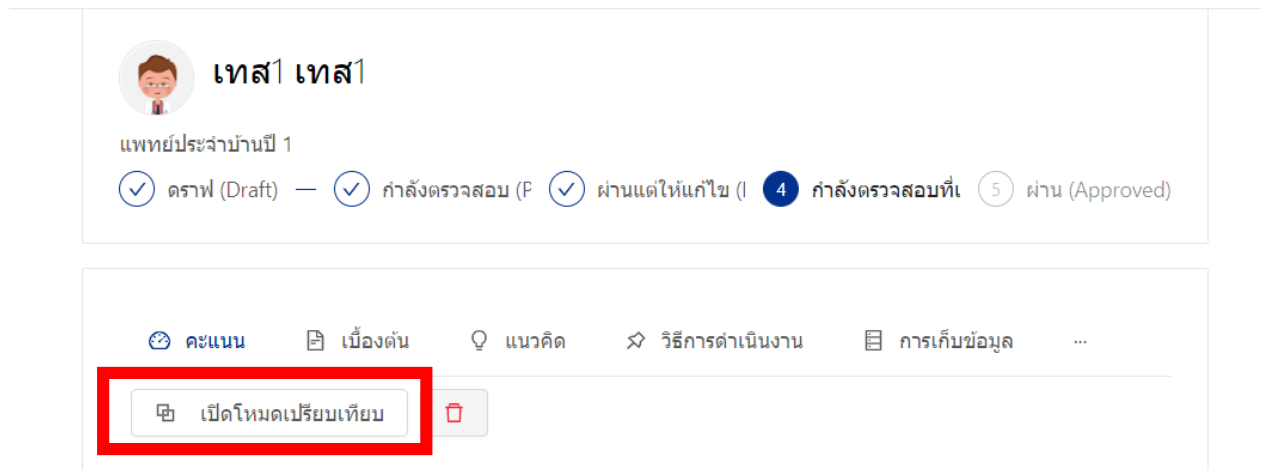 เทส1 เทส1
แพทย์ประจำบ้านปี 1
ดราฟ (Draft) กำลังตรวจสอบ (P ผ่านแต่ให้แก้ไข (I 4 กำลังตรวจสอบที่เ 5 ผ่าน (Approved)
คะแนน เบื้องต้น แนวคิด วิธีการดำเนินงาน การเก็บข้อมูล ...
เปิดโหมดเปรียบเทียบ